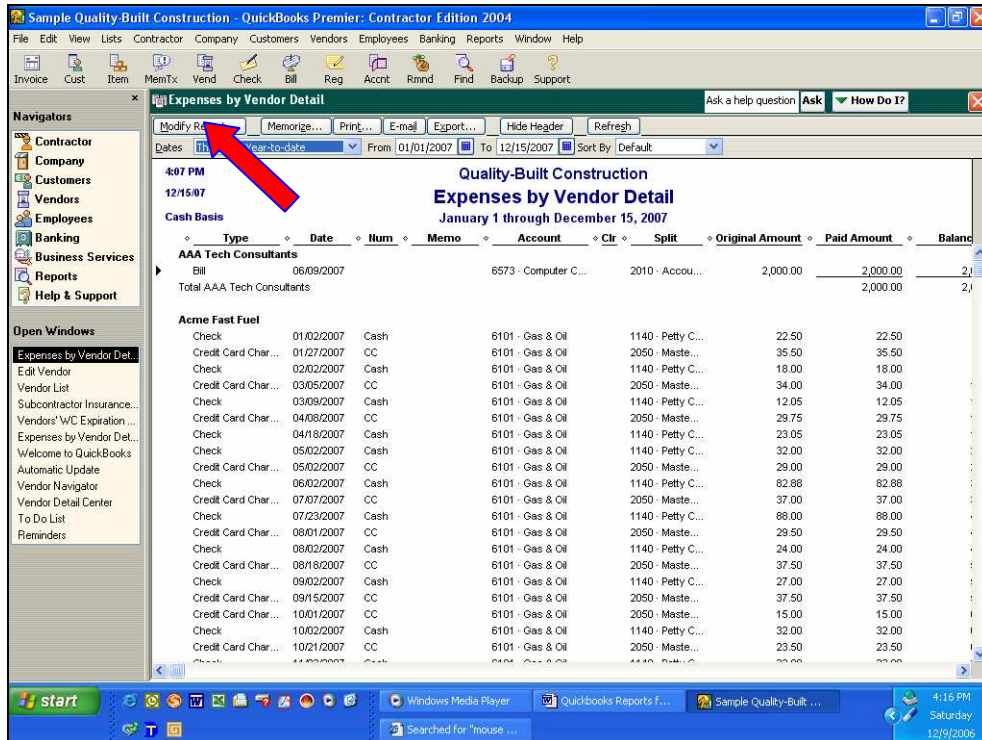 Sample Quality-Built Construction - QuickBooks Premier: Contractor Edition 2004
File Edit View Lists Contractor Company Customers Vendors Employees Banking Reports Window Help
Invoice Cust Item MemTx Vend Check Bill Reg Accnt Rmnd Find Backup Support
Navigators
Contractor
Company
Customers
Vendors
Employees
Banking
Business Services
Reports
Help & Support
Open Windows
Expenses by Vendor Det...
Edit Vendor
Vendor List
Subcontractor Insurance...
Vendors' WC Expiration ...
Expenses by Vendor Det...
Welcome to QuickBooks
Automatic Update
Vendor Navigator
Vendor Detail Center
To Do List
Reminders
Expenses by Vendor Detail Ask a help question Ask How Do I?
Modify Memorize... Print... E-mail Export... Hide Header Refresh
Dates Year-to-date From 01/01/2007 To 12/15/2007 Sort By Default
4:07 PM Quality-Built Construction
12/15/07 Expenses by Vendor Detail
Cash Basis January 1 through December 15, 2007
Type Date Num Memo Account Clr Split Original Amount Paid Amount Balanc
AAA Tech Consultants
Bill 06/09/2007 6573 · Computer C... 2010 · Accou... 2,000.00 2,000.00 2,
Total AAA Tech Consultants 2,000.00 2,
Acme Fast Fuel
Check 01/02/2007 Cash 6101 · Gas & Oil 1140 · Petty C... 22.50 22.50
Credit Card Char... 01/27/2007 CC 6101 · Gas & Oil 2050 · Maste... 35.50 35.50
Check 02/02/2007 Cash 6101 · Gas & Oil 1140 · Petty C... 18.00 18.00
Credit Card Char... 03/05/2007 CC 6101 · Gas & Oil 2050 · Maste... 34.00 34.00
Check 03/09/2007 Cash 6101 · Gas & Oil 1140 · Petty C... 12.05 12.05
Credit Card Char... 04/08/2007 CC 6101 · Gas & Oil 2050 · Maste... 29.75 29.75
Check 04/18/2007 Cash 6101 · Gas & Oil 1140 · Petty C... 23.05 23.05
Check 05/02/2007 Cash 6101 · Gas & Oil 1140 · Petty C... 32.00 32.00
Credit Card Char... 05/02/2007 CC 6101 · Gas & Oil 2050 · Maste... 29.00 29.00
Check 06/02/2007 Cash 6101 · Gas & Oil 1140 · Petty C... 82.88 82.88
Credit Card Char... 07/07/2007 CC 6101 · Gas & Oil 2050 · Maste... 37.00 37.00
Check 07/23/2007 Cash 6101 · Gas & Oil 1140 · Petty C... 88.00 88.00
Credit Card Char... 08/01/2007 CC 6101 · Gas & Oil 2050 · Maste... 29.50 29.50
Check 08/02/2007 Cash 6101 · Gas & Oil 1140 · Petty C... 24.00 24.00
Credit Card Char... 08/18/2007 CC 6101 · Gas & Oil 2050 · Maste... 37.50 37.50
Check 09/02/2007 Cash 6101 · Gas & Oil 1140 · Petty C... 27.00 27.00
Credit Card Char... 09/15/2007 CC 6101 · Gas & Oil 2050 · Maste... 37.50 37.50
Credit Card Char... 10/01/2007 CC 6101 · Gas & Oil 2050 · Maste... 15.00 15.00
Check 10/02/2007 Cash 6101 · Gas & Oil 1140 · Petty C... 32.00 32.00
Credit Card Char... 10/21/2007 CC 6101 · Gas & Oil 2050 · Maste... 23.50 23.50
start Windows Media Player Quickbooks Reports f... Sample Quality-Built ... 4:16 PM
Saturday
Searched for "mouse ... 12/9/2006